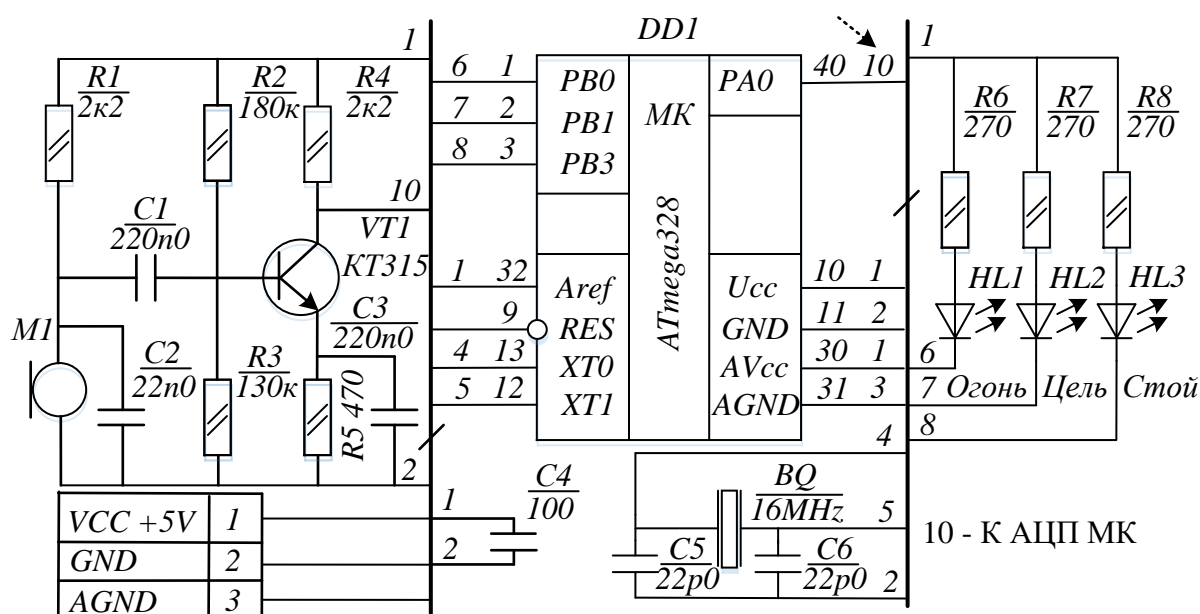 DD1
1
R1
2к2
R2
180к
R4
2к2
10
C1
220n0
VT1
КТ315
M1
C2
22n0
R3
130к
C3
220n0
R5 470
2
VCC +5V 1
GND 2
AGND 3
1
2
C4
100
6 1 PB0
7 2 PB1
8 3 PB3
1 32 Aref
9 RES
4 13 XT0
5 12 XT1
МК
ATmega328
PA0 40 10
Ucc 10 1
GND 11 2
AVcc 30 1
AGND 31 3
4
BQ
16MHz
5
C5
22p0
C6
22p0
2
1
R6
270
R7
270
R8
270
HL1
HL2
HL3
6
7 Огонь Цель Стой
8
10 - К АЦП МК